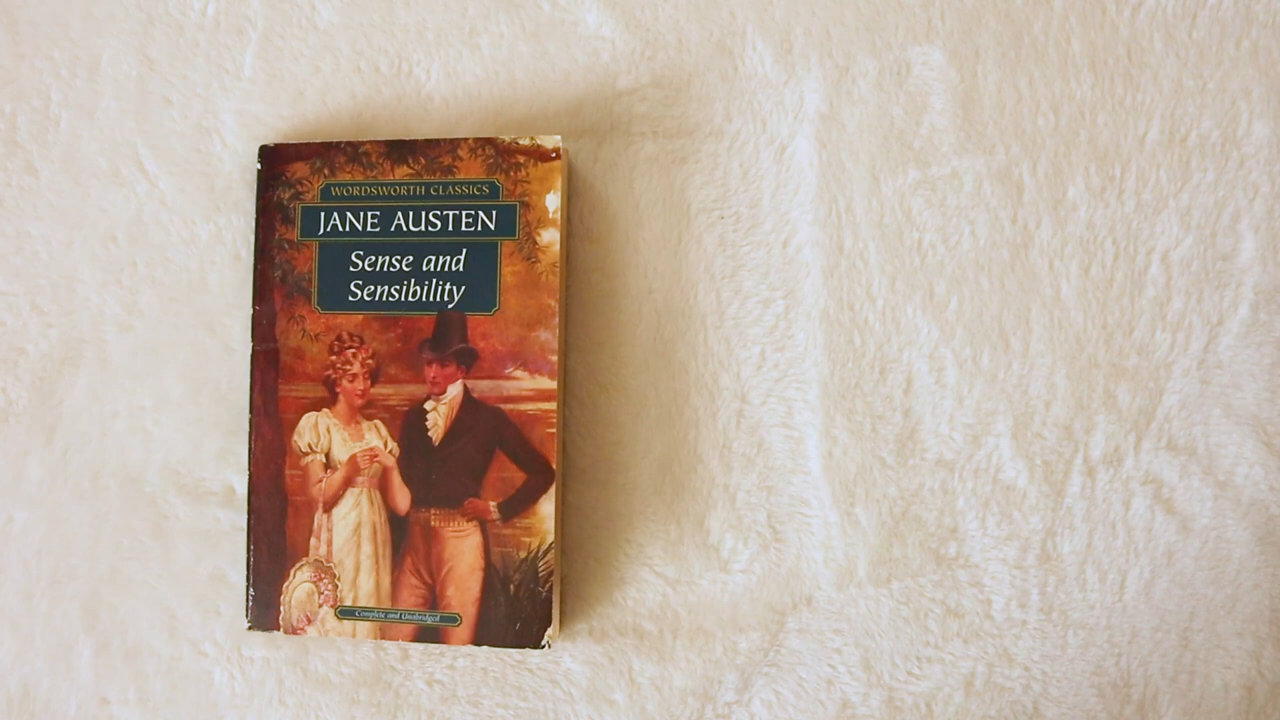 WORDSWORTH CLASSICS
JANE AUSTEN
Sense and
Sensibility
Complete and Unabridged